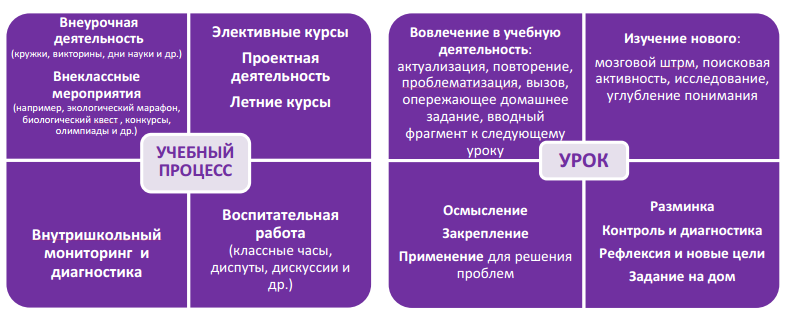 Внеурочная
деятельность
(кружки, викторины, дни науки и др.)
Внеклассные
мероприятия
(например, экологический марафон,
биологический квест , конкурсы,
олимпиады и др.)
Элективные курсы
Проектная
деятельность
Летние курсы
УЧЕБНЫЙ
ПРОЦЕСС
Внутришкольный
мониторинг и
диагностика
Воспитательная
работа
(классные часы,
диспуты, дискуссии и
др.)
Вовлечение в учебную
деятельность:
актуализация, повторение,
проблематизация, вызов,
опережающее домашнее
задание, вводный
фрагмент к следующему
уроку
Изучение нового:
мозговой штрм, поисковая
активность, исследование,
углубление понимания
УРОК
Осмысление
Закрепление
Применение для решения
проблем
Разминка
Контроль и диагностика
Рефлексия и новые цели
Задание на дом